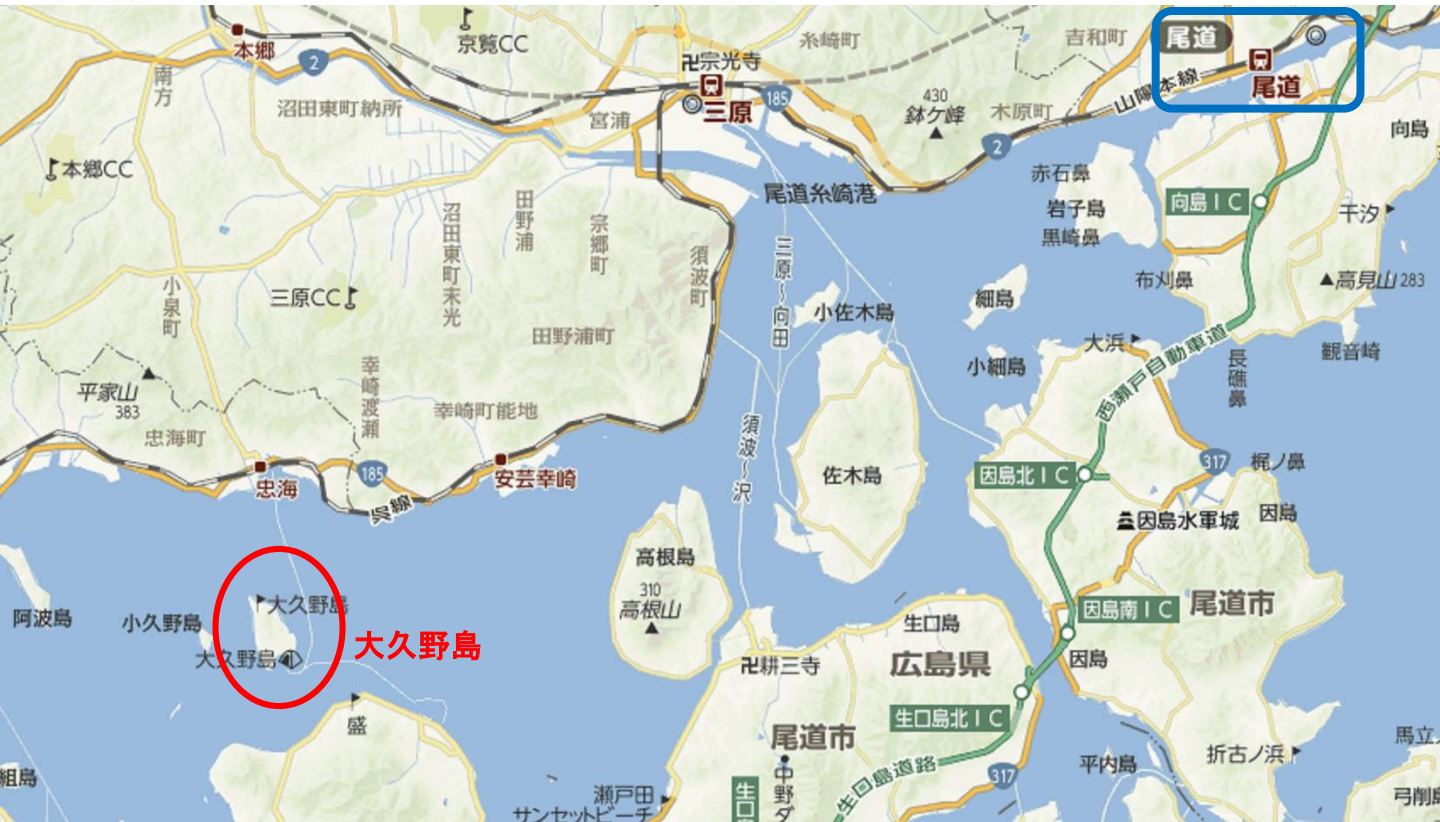 本郷
2
南方
沼田東町納所
本郷CC
京覧CC
卍宗光寺
三原
185
宮浦
糸崎町
430
鉢ケ峰
木原町
吉和町
尾道
山陽本線
尾道
2
向島
赤石鼻
岩子島
黒崎鼻
向島IC
干汐
布刈鼻
高見山 283
尾道糸崎港
三原～向田
沼田東町末光
田野浦
宗郷町
須波町
小泉町
三原CC
田野浦町
小佐木島
細島
小細島
大浜
西瀬戸自動車道
長磯鼻
観音崎
平家山
383
忠海町
幸崎渡瀬
幸崎町能地
忠海
185
呉線
安芸幸崎
須波～沢
佐木島
因島北IC
317
梶ノ鼻
因島水軍城
因島
阿波島
小久野島
大久野島
大久野島
大久野島
高根島
310
高根山
生口島
因島南IC
尾道市
因島
広島県
卍耕三寺
盛
尾道市
生口島北IC
生口島道路
317
平内島
折古ノ浜
中野ダ
瀬戸田
サンセットビーチ
生口
組島
馬立ノ
弓削島